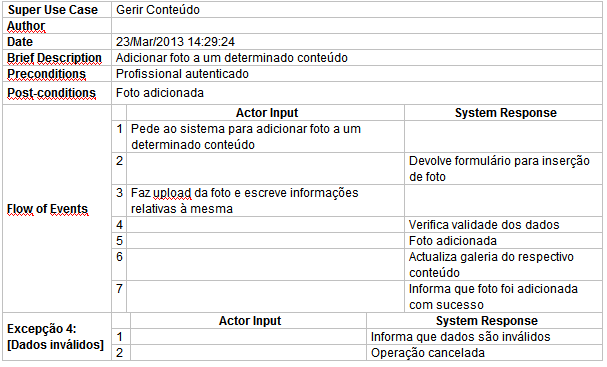 Super Use Case Gerir Conteúdo
Author
Date 23/Mar/2013 14:29:24
Brief Description Adicionar foto a um determinado conteúdo
Preconditions Profissional autenticado
Post-conditions Foto adicionada
Flow of Events
Actor Input System Response
1 Pede ao sistema para adicionar foto a um
determinado conteúdo
2 Devolve formulário para inserção
de foto
3 Faz upload da foto e escreve informações
relativas à mesma
4 Verifica validade dos dados
5 Foto adicionada
6 Actualiza galeria do respectivo
conteúdo
7 Informa que foto foi adicionada
com sucesso
Excepção 4:
[Dados inválidos]
Actor Input System Response
1 Informa que dados são inválidos
2 Operação cancelada